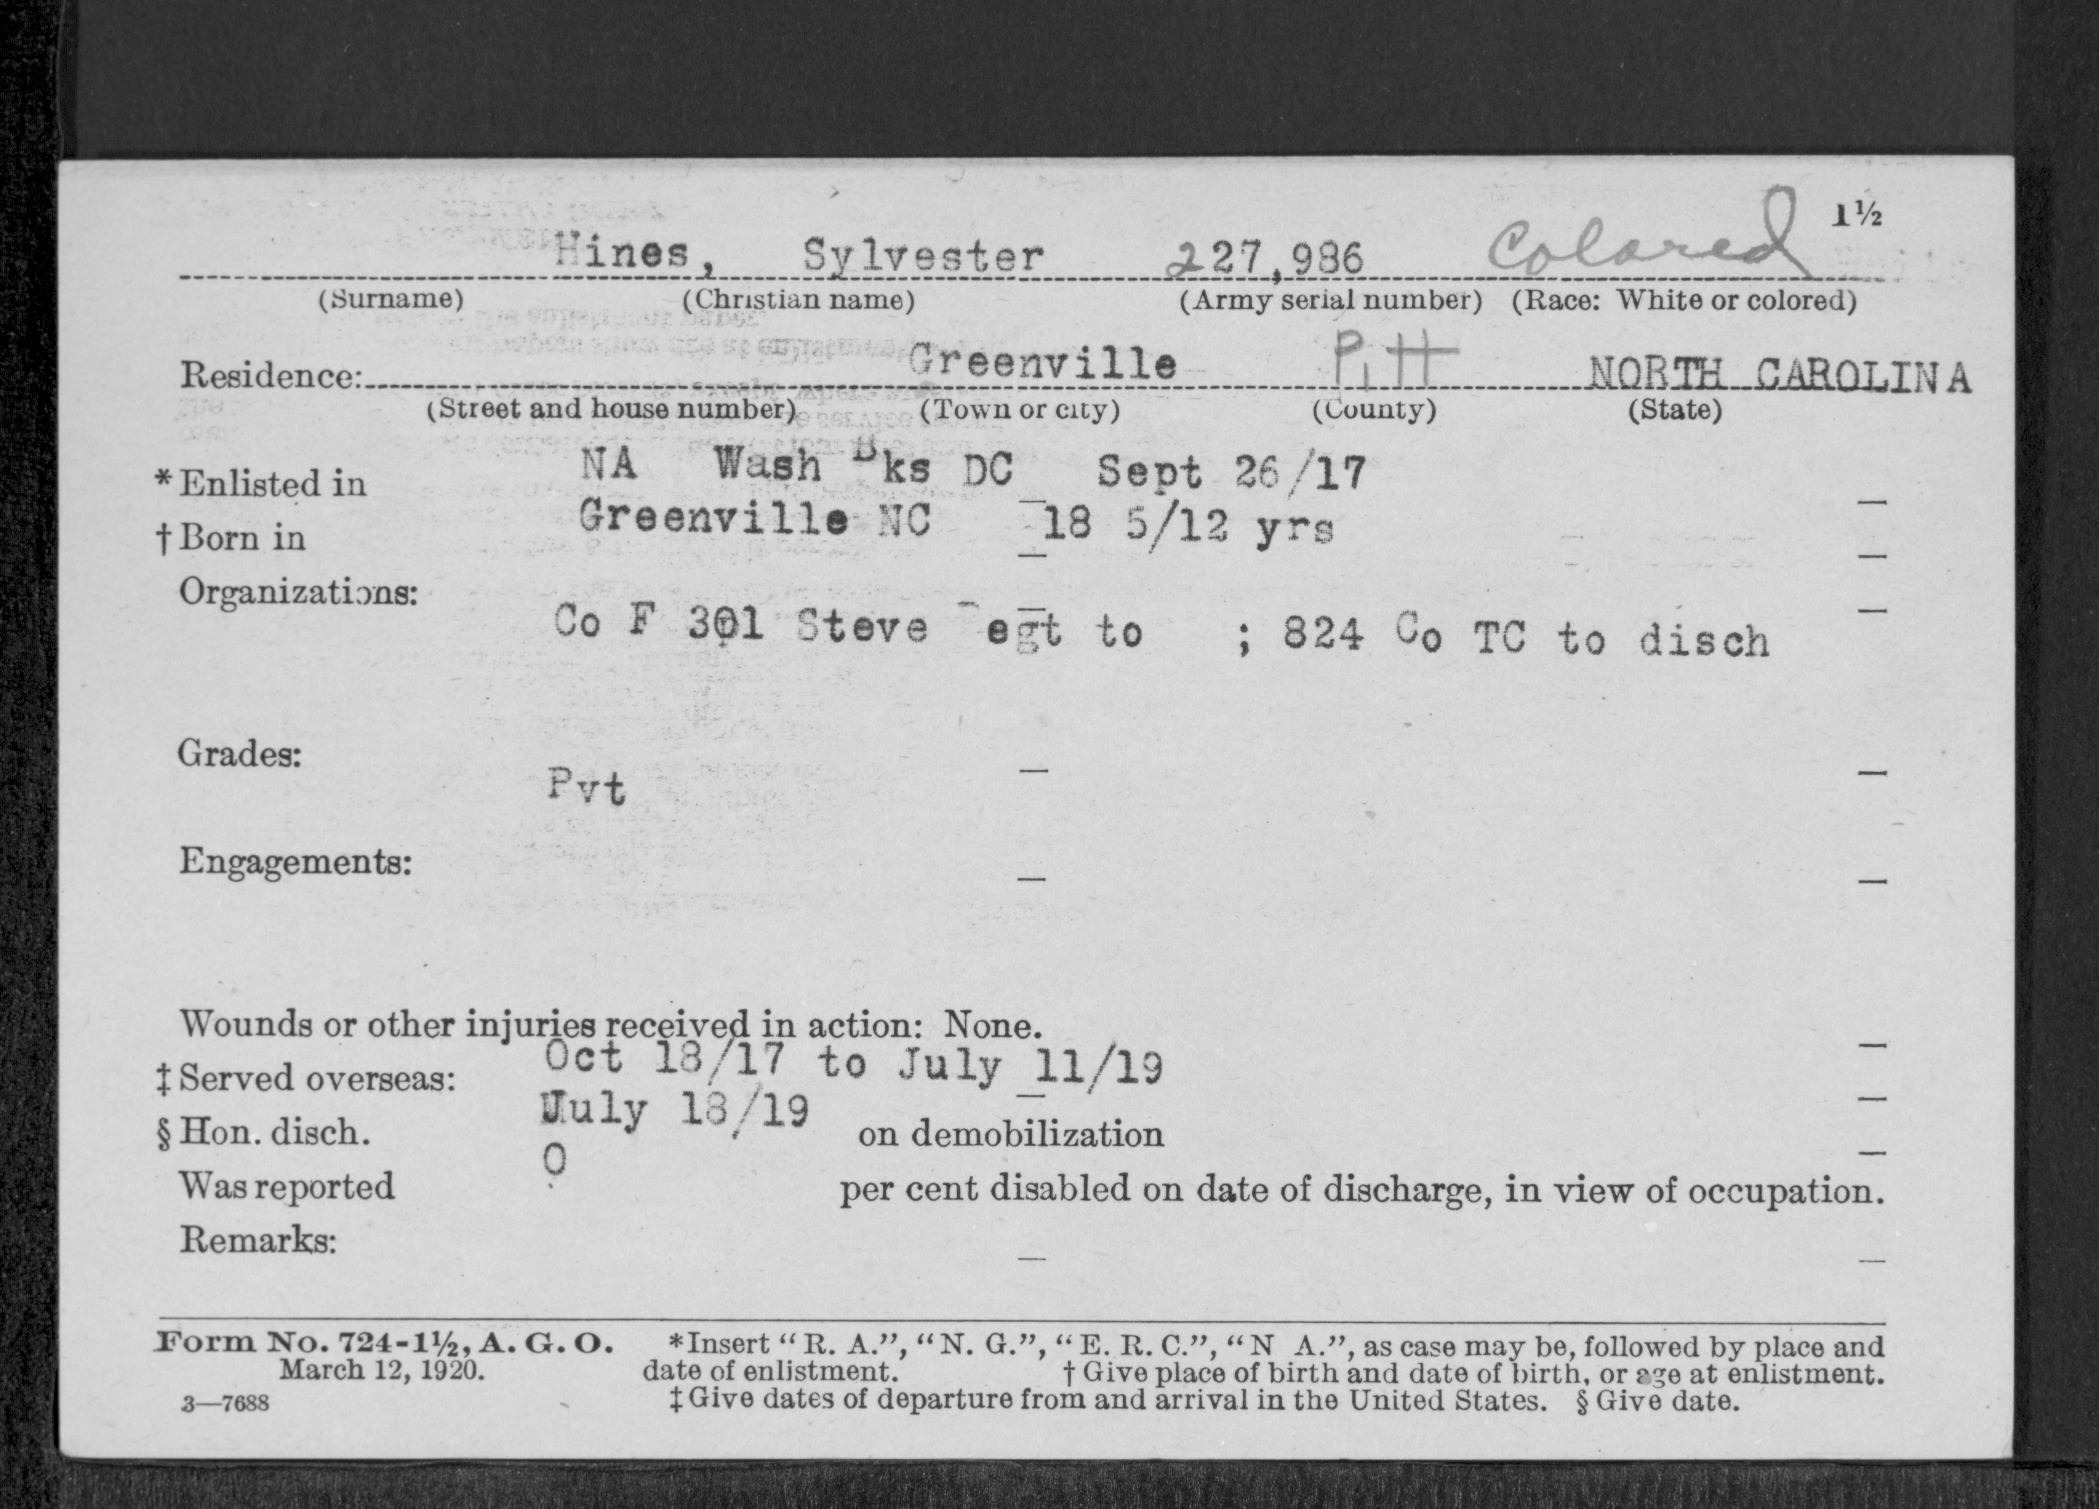 1½
Hines, Sylvester 227,986 Colored
(Surname) (Christian name) (Army serial number) (Race: White or colored)
Residence: Greenville Pitt NORTH CAROLINA
(Street and house number) (Town or city) (County) (State)
*Enlisted in NA Wash Bks DC Sept 26/17
†Born in Greenville NC 18 5/12 yrs
Organizations:
Co F 301 Steve egt to ; 824 Co TC to disch
Grades:
Pvt
Engagements:
Wounds or other injuries received in action: None.
‡Served overseas: Oct 18/17 to July 11/19
§Hon. disch. July 18/19 on demobilization
Was reported 0 per cent disabled on date of discharge, in view of occupation.
Remarks:
Form No. 724-1½, A. G. O. *Insert "R. A.", "N. G.", "E. R. C.", "N A.", as case may be, followed by place and
March 12, 1920. date of enlistment. †Give place of birth and date of birth, or age at enlistment.
3—7688 ‡Give dates of departure from and arrival in the United States. §Give date.